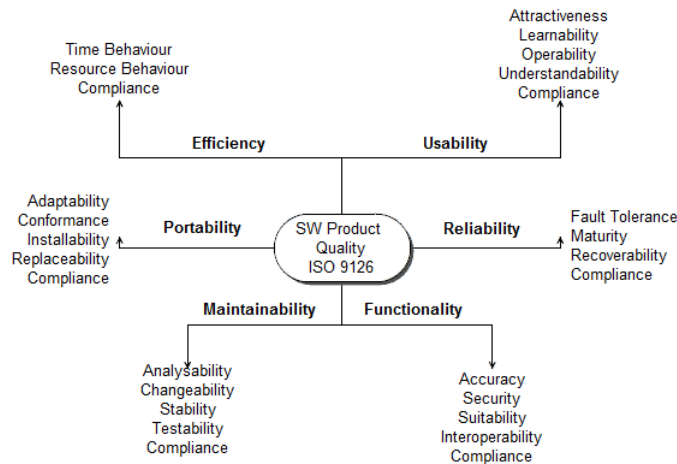 Attractiveness
Learnability
Operability
Understandability
Compliance
Time Behaviour
Resource Behaviour
Compliance
Efficiency
Usability
Adaptability
Conformance
Installability
Replaceability
Compliance
Portability
SW Product
Quality
ISO 9126
Reliability
Fault Tolerance
Maturity
Recoverability
Compliance
Maintainability
Functionality
Analysability
Changeability
Stability
Testability
Compliance
Accuracy
Security
Suitability
Interoperability
Compliance